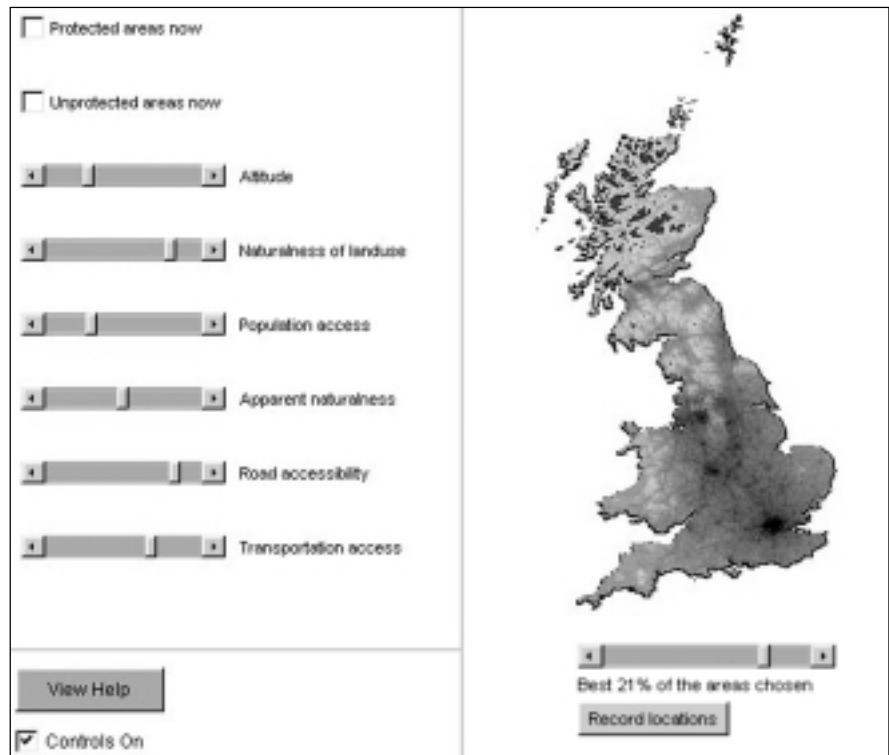 Protected areas now
Unprotected areas now
Altitude
Naturalness of landuse
Population access
Apparent naturalness
Road accessibility
Transportation access
View Help
Controls On
Best 21% of the areas chosen
Record locations